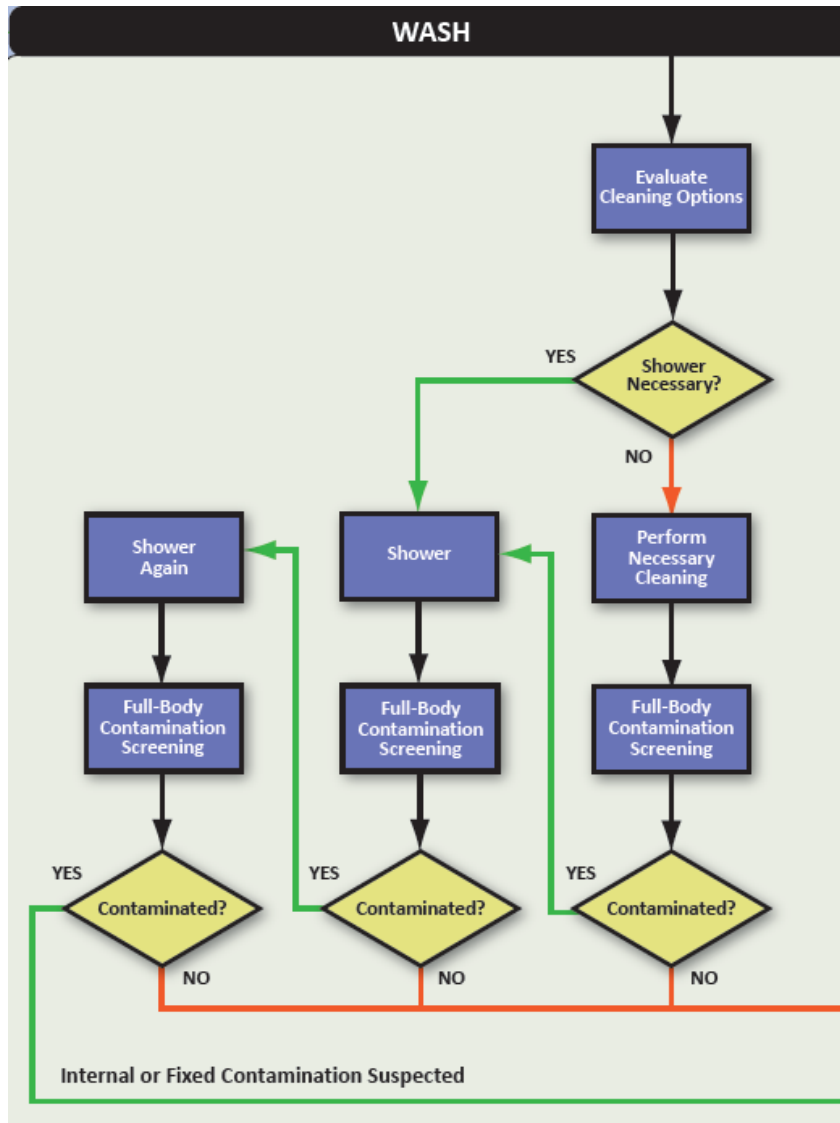 WASH
Evaluate
Cleaning Options
YES
Shower
Necessary?
NO
Shower
Again
Shower
Perform
Necessary
Cleaning
Full-Body
Contamination
Screening
Full-Body
Contamination
Screening
Full-Body
Contamination
Screening
YES
Contaminated?
NO
YES
Contaminated?
NO
YES
Contaminated?
NO
Internal or Fixed Contamination Suspected